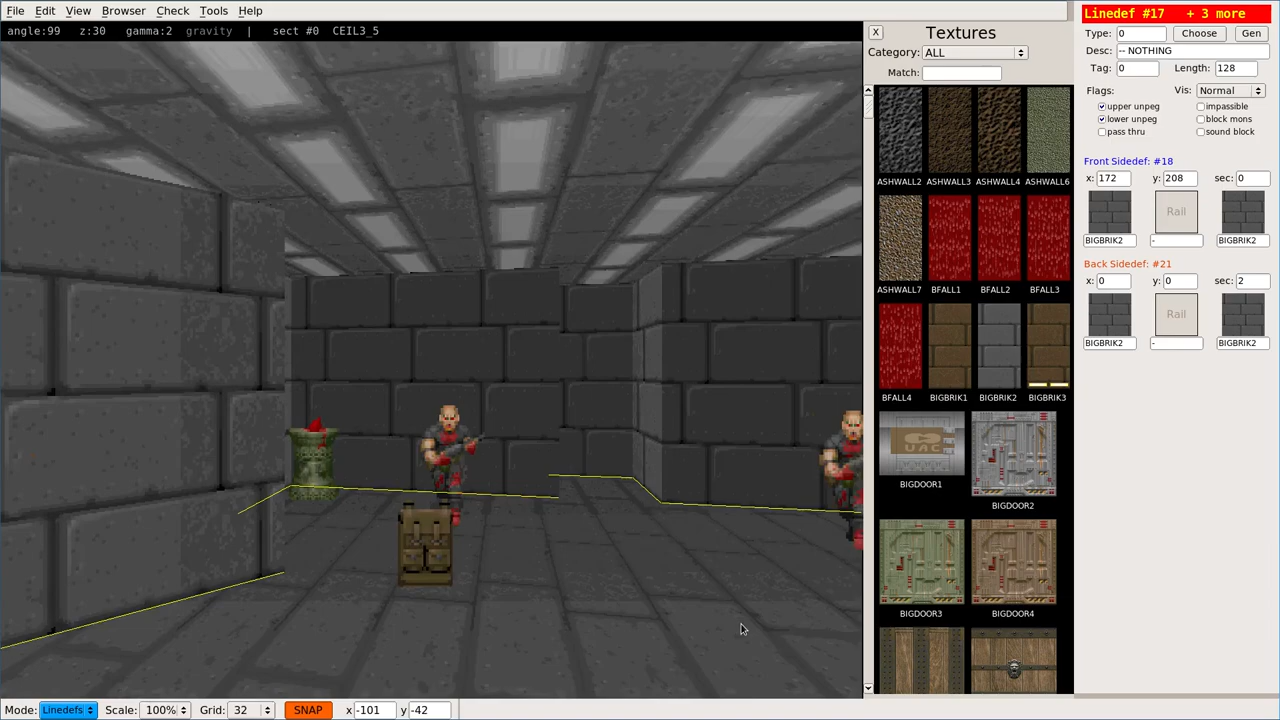 File Edit View Browser Check Tools Help
angle:99 z:30 gamma:2 gravity | sect #0 CEIL3_5
X Textures
Category: ALL
Match:
ASHWALL2 ASHWALL3 ASHWALL4 ASHWALL6
ASHWALL7 BFALL1 BFALL2 BFALL3
BFALL4 BIGBRIK1 BIGBRIK2 BIGBRIK3
UAC
BIGDOOR1
BIGDOOR2
BIGDOOR3 BIGDOOR4
Linedef #17 + 3 more
Type: 0 Choose Gen
Desc: -- NOTHING
Tag: 0 Length: 128
Flags: Vis: Normal
upper unpeg impassible
lower unpeg block mons
pass thru sound block
Front Sidedef: #18
x: 172 y: 208 sec: 0
Rail
BIGBRIK2 - BIGBRIK2
Back Sidedef: #21
x: 0 y: 0 sec: 2
Rail
BIGBRIK2 - BIGBRIK2
Mode: Linedefs Scale: 100% Grid: 32 SNAP x -101 y -42